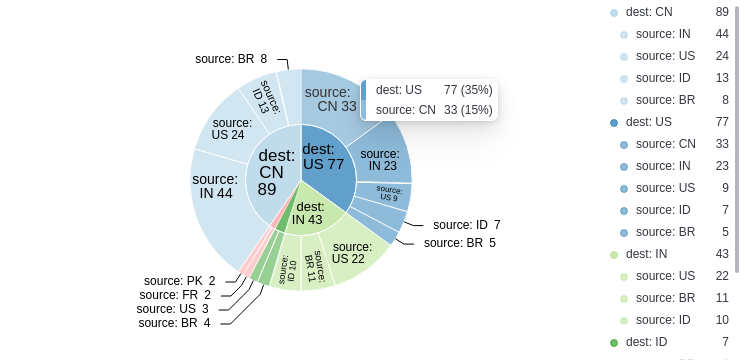 source: BR 8
source:
CN 33
dest: US 77 (35%)
source: CN 33 (15%)
source:
ID 13
source:
US 24
dest:
CN
89
dest:
US 77
source:
IN 23
source:
IN 44
source:
US 9
dest:
IN 43
source: ID 7
source: BR 5
source:
US 22
source:
BR 11
source:
ID 10
source: PK 2
source: FR 2
source: US 3
source: BR 4
dest: CN 89
source: IN 44
source: US 24
source: ID 13
source: BR 8
dest: US 77
source: CN 33
source: IN 23
source: US 9
source: ID 7
source: BR 5
dest: IN 43
source: US 22
source: BR 11
source: ID 10
dest: ID 7